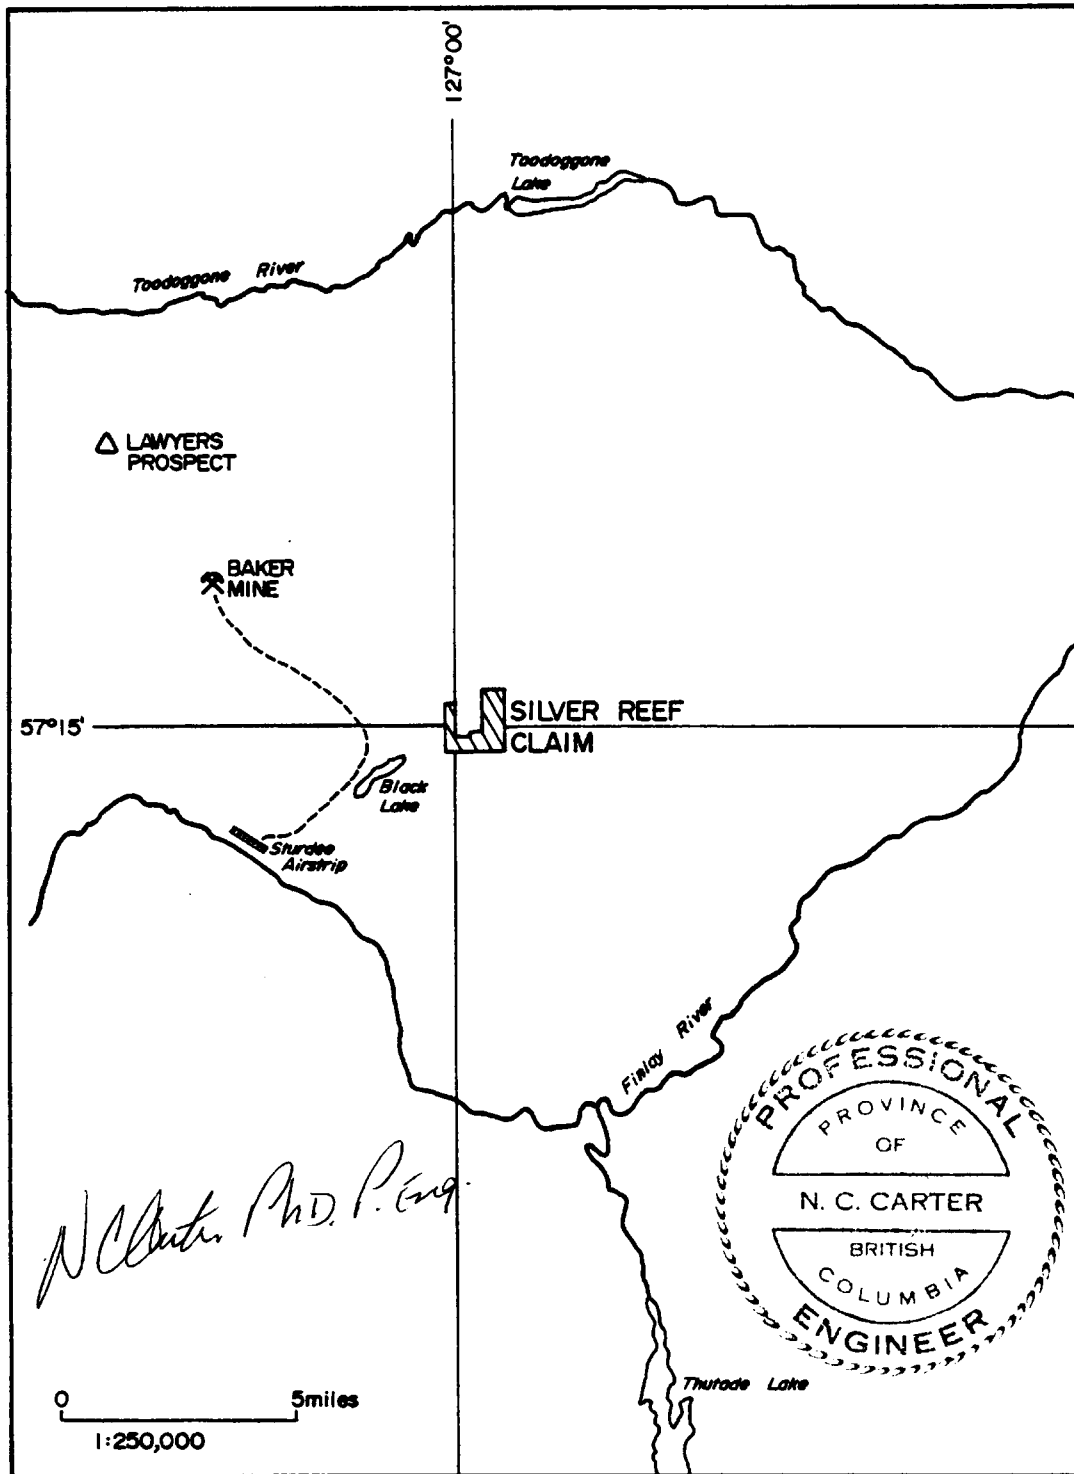 127°00'
Toodoggone
Lake
Toodoggone River
LAWYERS
PROSPECT
BAKER
MINE
57°15'
SILVER REEF
CLAIM
Black
Lake
Sturdee
Airstrip
Finlay River
PROFESSIONAL
PROVINCE
OF
N. C. CARTER
BRITISH
COLUMBIA
ENGINEER
N C Carter PhD. P. Eng.
Thutade Lake
0 5miles
1:250,000